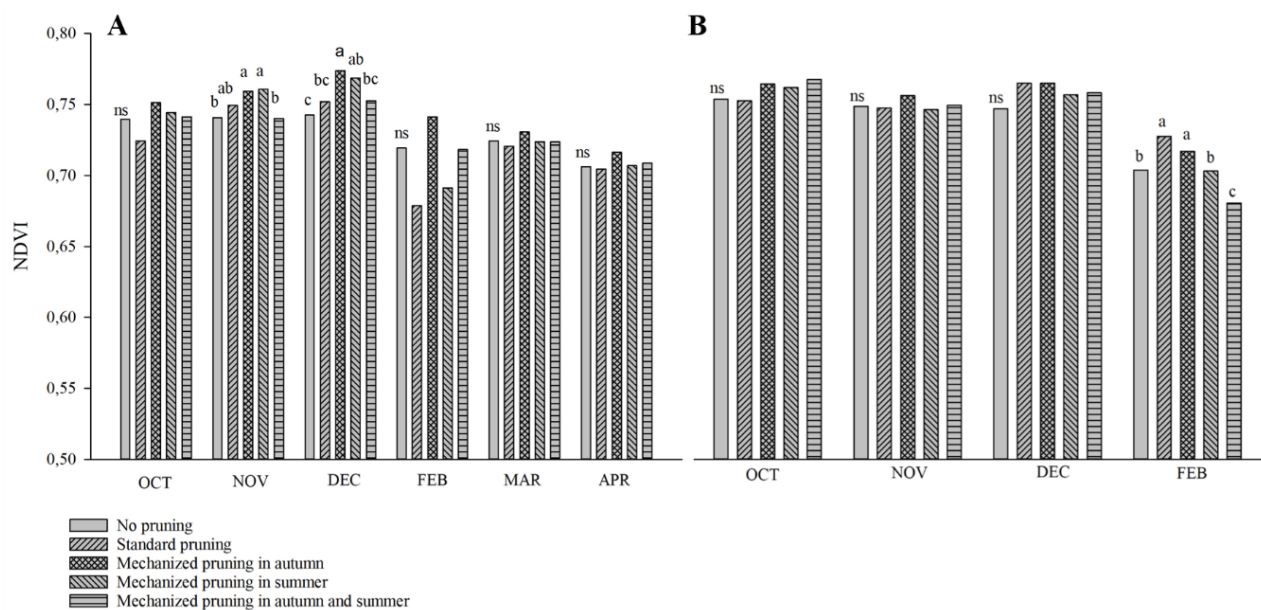 A
B
NDVI
0,80
0,75
0,70
0,65
0,60
0,55
0,50
ns
b ab a a b
c bc a ab bc
ns
ns
ns
OCT NOV DEC FEB MAR APR
ns
ns
ns
b a a b c
OCT NOV DEC FEB
No pruning
Standard pruning
Mechanized pruning in autumn
Mechanized pruning in summer
Mechanized pruning in autumn and summer